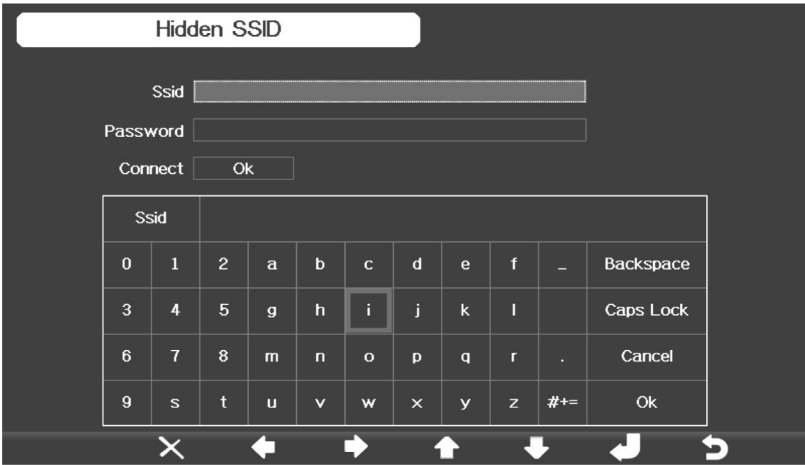 Hidden SSID
Ssid
Password
Connect Ok
Ssid
0 1 2 a b c d e f _ Backspace
3 4 5 g h i j k l Caps Lock
6 7 8 m n o p q r . Cancel
9 s t u v w x y z #+= Ok